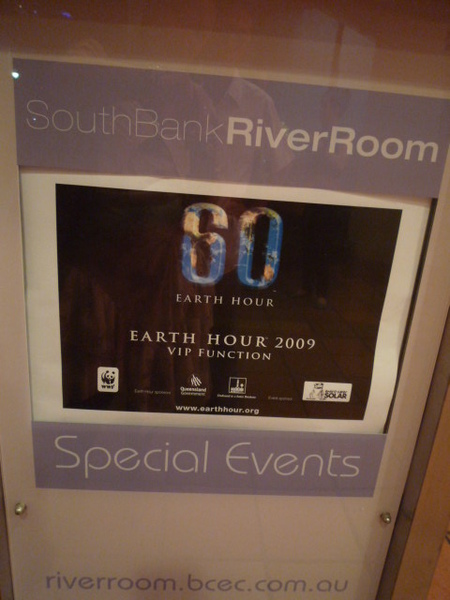 SouthBankRiverRoom
60
EARTH HOUR
EARTH HOUR 2009
VIP FUNCTION
WWF
Queensland
Government
SOLAR
www.earthhour.org
Special Events
riverroom.bcec.com.au